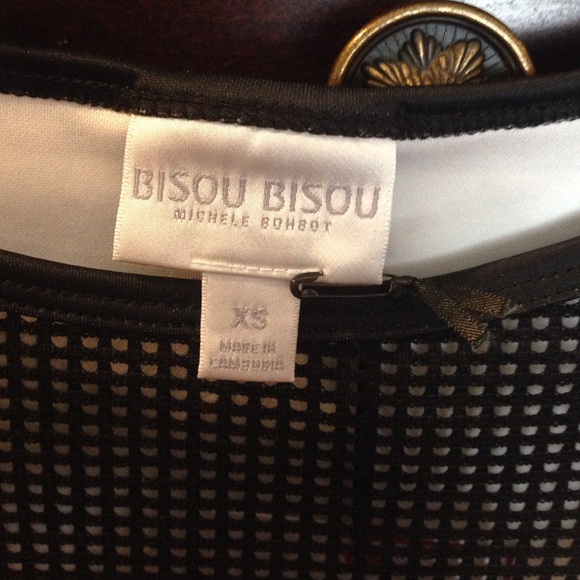 BISOU BISOU
MICHELE BOHBOT
XS
MADE IN
CAMBODIA